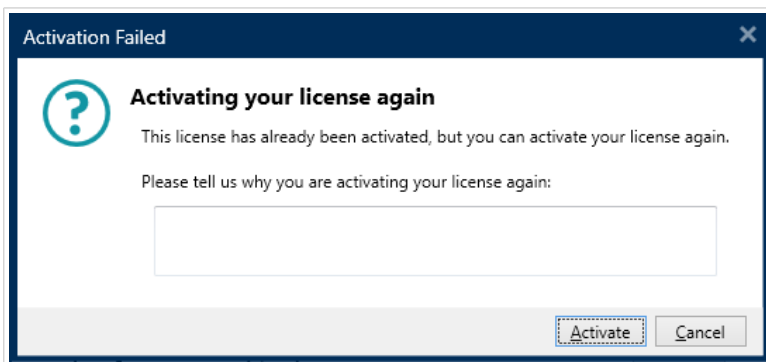 Activation Failed
Activating your license again
This license has already been activated, but you can activate your license again.
Please tell us why you are activating your license again:
Activate Cancel